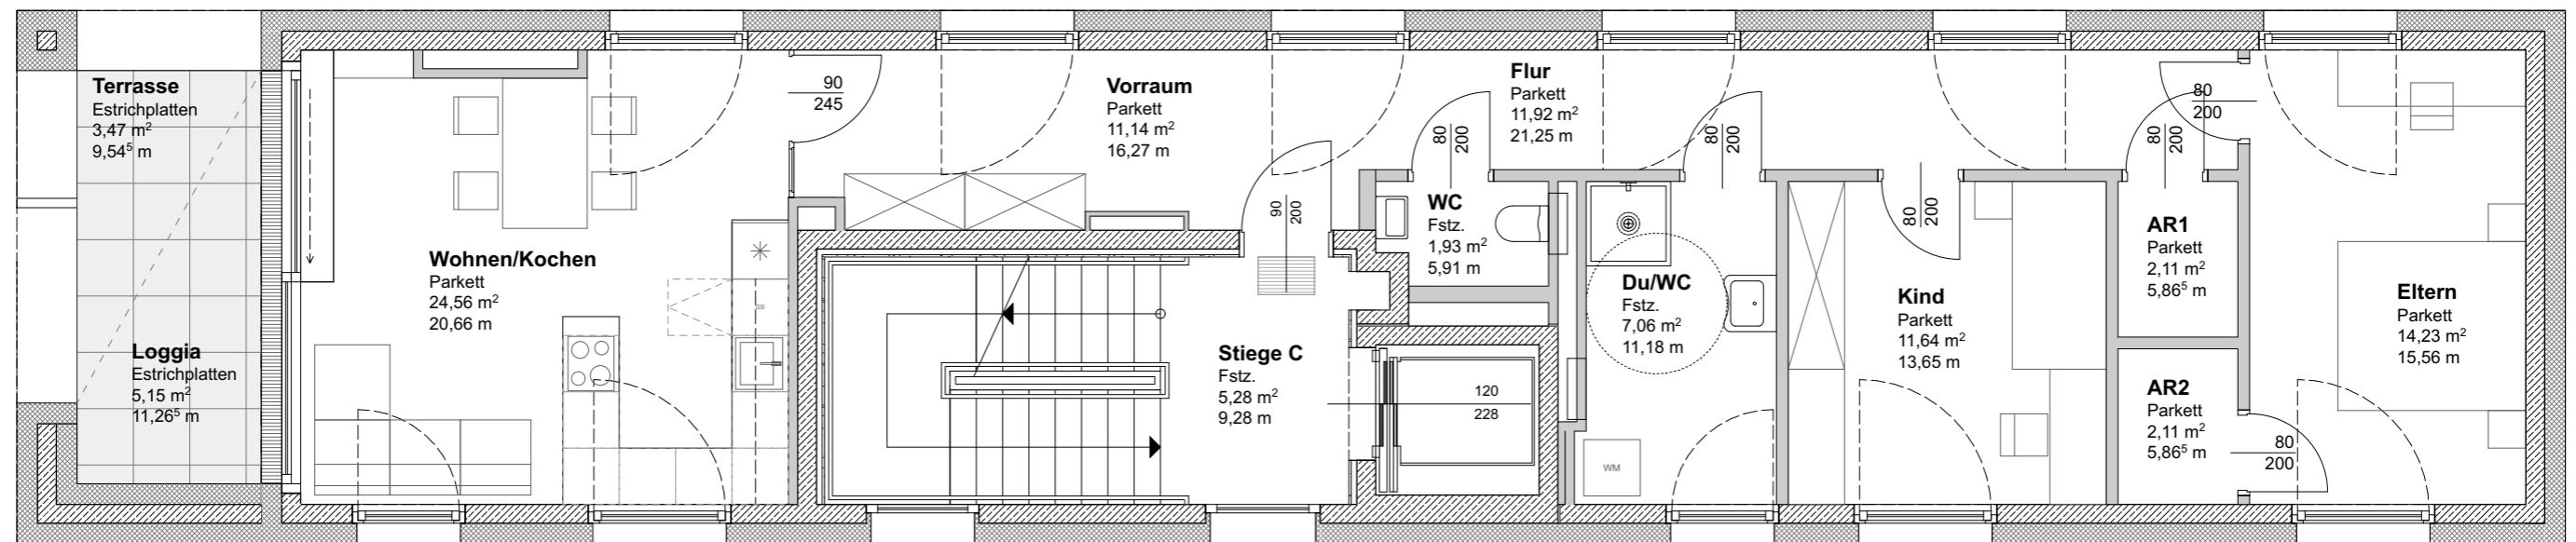 Terrasse
Estrichplatten
3,47 m²
9,54⁵ m
Loggia
Estrichplatten
5,15 m²
11,26⁵ m
Wohnen/Kochen
Parkett
24,56 m²
20,66 m
GS
90
245
Vorraum
Parkett
11,14 m²
16,27 m
90
200
Stiege C
Fstz.
5,28 m²
9,28 m
120
228
80
200
WC
Fstz.
1,93 m²
5,91 m
Flur
Parkett
11,92 m²
21,25 m
80
200
Du/WC
Fstz.
7,06 m²
11,18 m
WM
80
200
Kind
Parkett
11,64 m²
13,65 m
80
200
80
200
AR1
Parkett
2,11 m²
5,86⁵ m
AR2
Parkett
2,11 m²
5,86⁵ m
80
200
Eltern
Parkett
14,23 m²
15,56 m